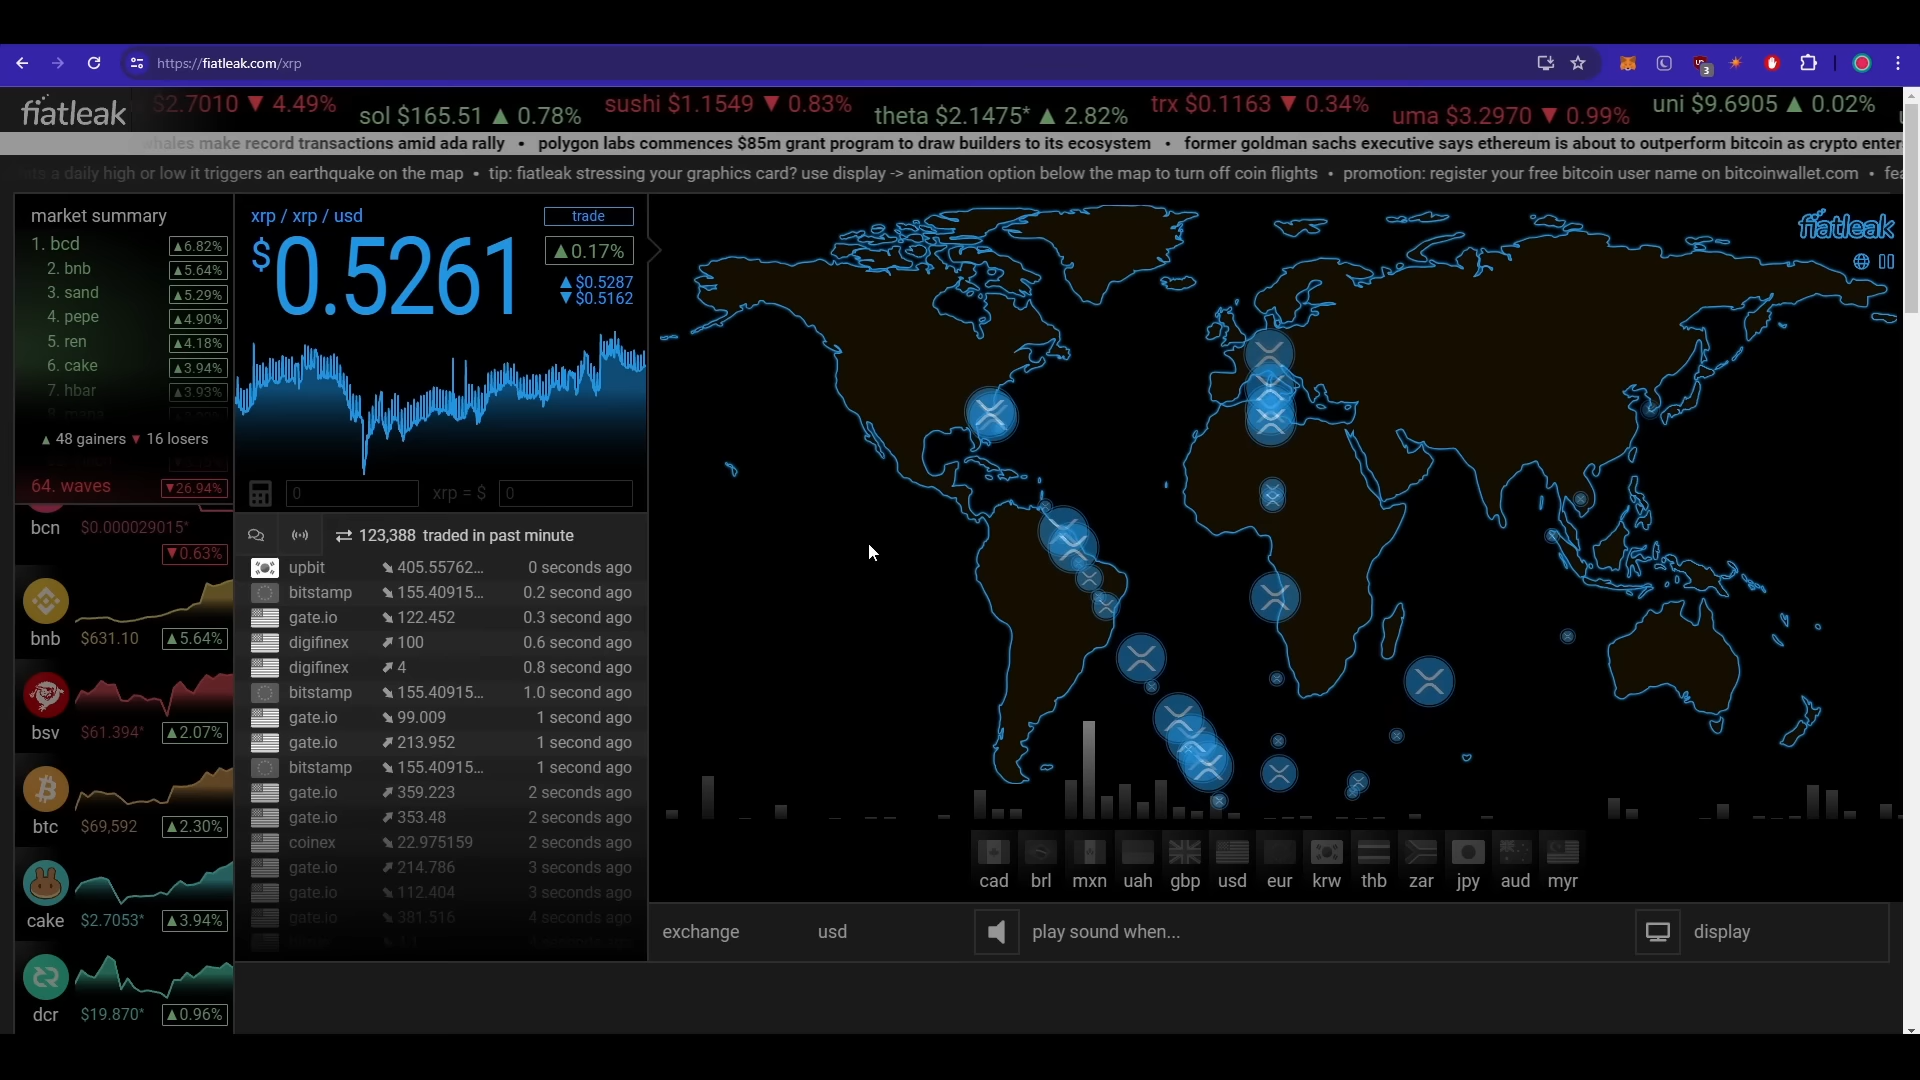 https://fiatleak.com/xrp
3
fiatleak
$2.7010 ▼ 4.49%
sol $165.51 ▲ 0.78%
sushi $1.1549 ▼ 0.83%
theta $2.1475* ▲ 2.82%
trx $0.1163 ▼ 0.34%
uma $3.2970 ▼ 0.99%
uni $9.6905 ▲ 0.02%
whales make record transactions amid ada rally • polygon labs commences $85m grant program to draw builders to its ecosystem • former goldman sachs executive says ethereum is about to outperform bitcoin as crypto enter
a daily high or low it triggers an earthquake on the map • tip: fiatleak stressing your graphics card? use display -> animation option below the map to turn off coin flights • promotion: register your free bitcoin user name on bitcoinwallet.com •
market summary
1. bcd ▲6.82%
2. bnb ▲5.64%
3. sand ▲5.29%
4. pepe ▲4.90%
5. ren ▲4.18%
6. cake ▲3.94%
7. hbar ▲3.93%
8. mana
▲ 48 gainers ▼ 16 losers
64. waves ▼26.94%
bcn $0.000029015*
▼0.63%
bnb $631.10 ▲5.64%
bsv $61.394* ▲2.07%
btc $69,592 ▲2.30%
cake $2.7053* ▲3.94%
dcr $19.870* ▲0.96%
xrp / xrp / usd
trade
$0.5261
▲0.17%
▲$0.5287
▼$0.5162
0 xrp = $ 0
123,388 traded in past minute
upbit 405.55762... 0 seconds ago
bitstamp 155.40915... 0.2 second ago
gate.io 122.452 0.3 second ago
digifinex 100 0.6 second ago
digifinex 4 0.8 second ago
bitstamp 155.40915... 1.0 second ago
gate.io 99.009 1 second ago
gate.io 213.952 1 second ago
bitstamp 155.40915... 1 second ago
gate.io 359.223 2 seconds ago
gate.io 353.48 2 seconds ago
coinex 22.975159 2 seconds ago
gate.io 214.786 3 seconds ago
gate.io 112.404 3 seconds ago
gate.io 381.516 4 seconds ago
fiatleak
cad brl mxn uah gbp usd eur krw thb zar jpy aud myr
exchange usd play sound when... display